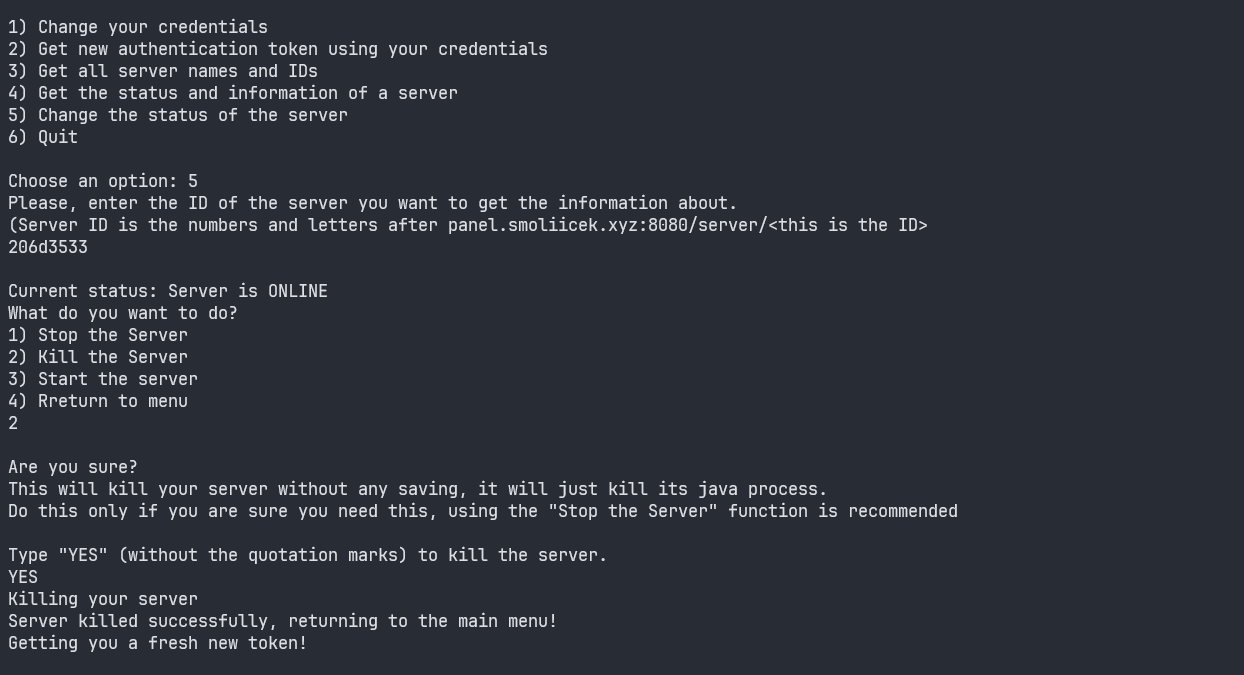 1) Change your credentials
2) Get new authentication token using your credentials
3) Get all server names and IDs
4) Get the status and information of a server
5) Change the status of the server
6) Quit
Choose an option: 5
Please, enter the ID of the server you want to get the information about.
(Server ID is the numbers and letters after panel.smoliicek.xyz:8080/server/<this is the ID>
206d3533
Current status: Server is ONLINE
What do you want to do?
1) Stop the Server
2) Kill the Server
3) Start the server
4) Rreturn to menu
2
Are you sure?
This will kill your server without any saving, it will just kill its java process.
Do this only if you are sure you need this, using the "Stop the Server" function is recommended
Type "YES" (without the quotation marks) to kill the server.
YES
Killing your server
Server killed successfully, returning to the main menu!
Getting you a fresh new token!